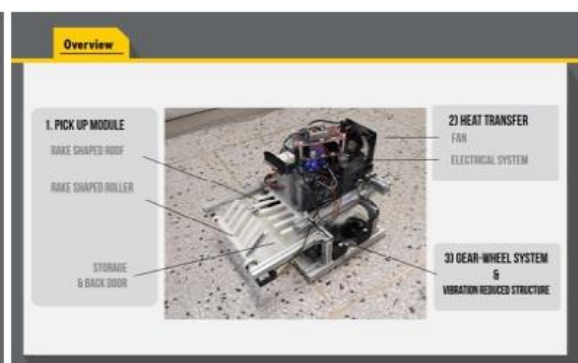 Overview
1. PICK UP MODULE
RAKE SHAPED ROOF
RAKE SHAPED ROLLER
STORAGE
& BACK DOOR
2) HEAT TRANSFER
FAN
ELECTRICAL SYSTEM
3) GEAR-WHEEL SYSTEM
&
VIBRATION REDUCED STRUCTURE